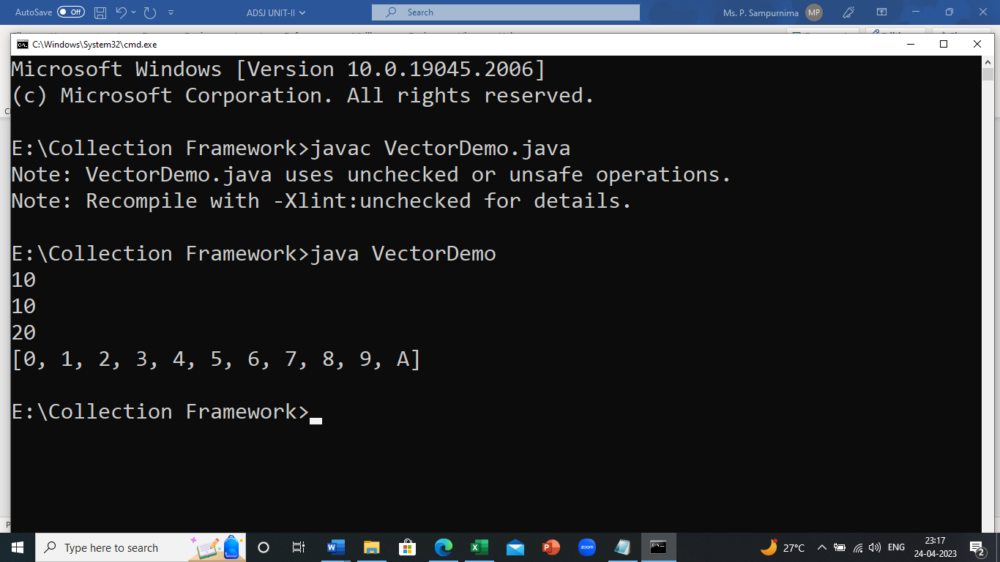 AutoSave Off ADSJ UNIT-II Search Ms. P. Sampurnima MP
C:\Windows\System32\cmd.exe
Microsoft Windows [Version 10.0.19045.2006]
(c) Microsoft Corporation. All rights reserved.
E:\Collection Framework>javac VectorDemo.java
Note: VectorDemo.java uses unchecked or unsafe operations.
Note: Recompile with -Xlint:unchecked for details.
E:\Collection Framework>java VectorDemo
10
10
20
[0, 1, 2, 3, 4, 5, 6, 7, 8, 9, A]
E:\Collection Framework>
Type here to search zoom 27°C ENG 23:17
24-04-2023 2